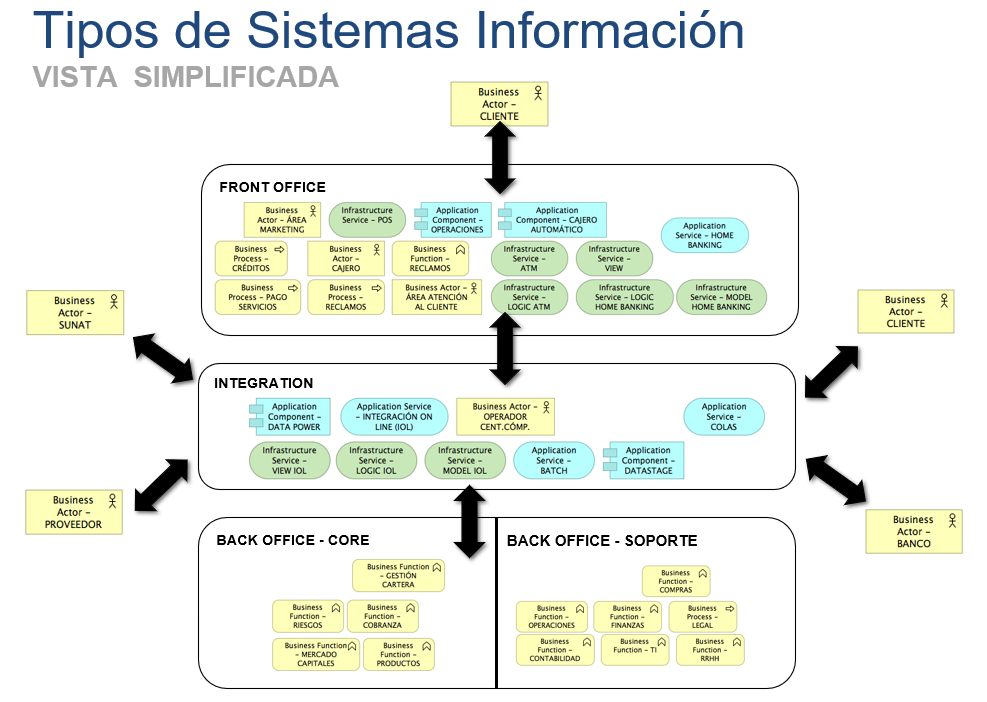 Tipos de Sistemas Información
VISTA SIMPLIFICADA
Business
Actor –
CLIENTE
FRONT OFFICE
Business
Actor – ÁREA
MARKETING
Infrastructure
Service – POS
Application
Component –
OPERACIONES
Application
Component – CAJERO
AUTOMÁTICO
Application
Service – HOME
BANKING
Business
Process –
CRÉDITOS
Business
Actor –
CAJERO
Business
Function –
RECLAMOS
Infrastructure
Service –
ATM
Infrastructure
Service –
VIEW
Business
Process – PAGO
SERVICIOS
Business
Process –
RECLAMOS
Business Actor –
ÁREA ATENCIÓN
AL CLIENTE
Infrastructure
Service –
LOGIC ATM
Infrastructure
Service – LOGIC
HOME BANKING
Infrastructure
Service – MODEL
HOME BANKING
Business
Actor –
SUNAT
Business
Actor –
CLIENTE
INTEGRATION
Application
Component –
DATA POWER
Application Service
– INTEGRACIÓN ON
LINE (IOL)
Business Actor –
OPERADOR
CENT.CÓMP.
Application
Service –
COLAS
Infrastructure
Service –
VIEW IOL
Infrastructure
Service –
LOGIC IOL
Infrastructure
Service –
MODEL IOL
Application
Service –
BATCH
Application
Component –
DATASTAGE
Business
Actor –
PROVEEDOR
Business
Actor –
BANCO
BACK OFFICE - CORE
Business Function
– GESTIÓN
CARTERA
Business
Function –
RIESGOS
Business
Function –
COBRANZA
Business Function
– MERCADO
CAPITALES
Business
Function –
PRODUCTOS
BACK OFFICE - SOPORTE
Business
Function –
COMPRAS
Business
Function –
OPERACIONES
Business
Function –
FINANZAS
Business
Process –
LEGAL
Business
Function –
CONTABILIDAD
Business
Function – TI
Business
Function –
RRHH